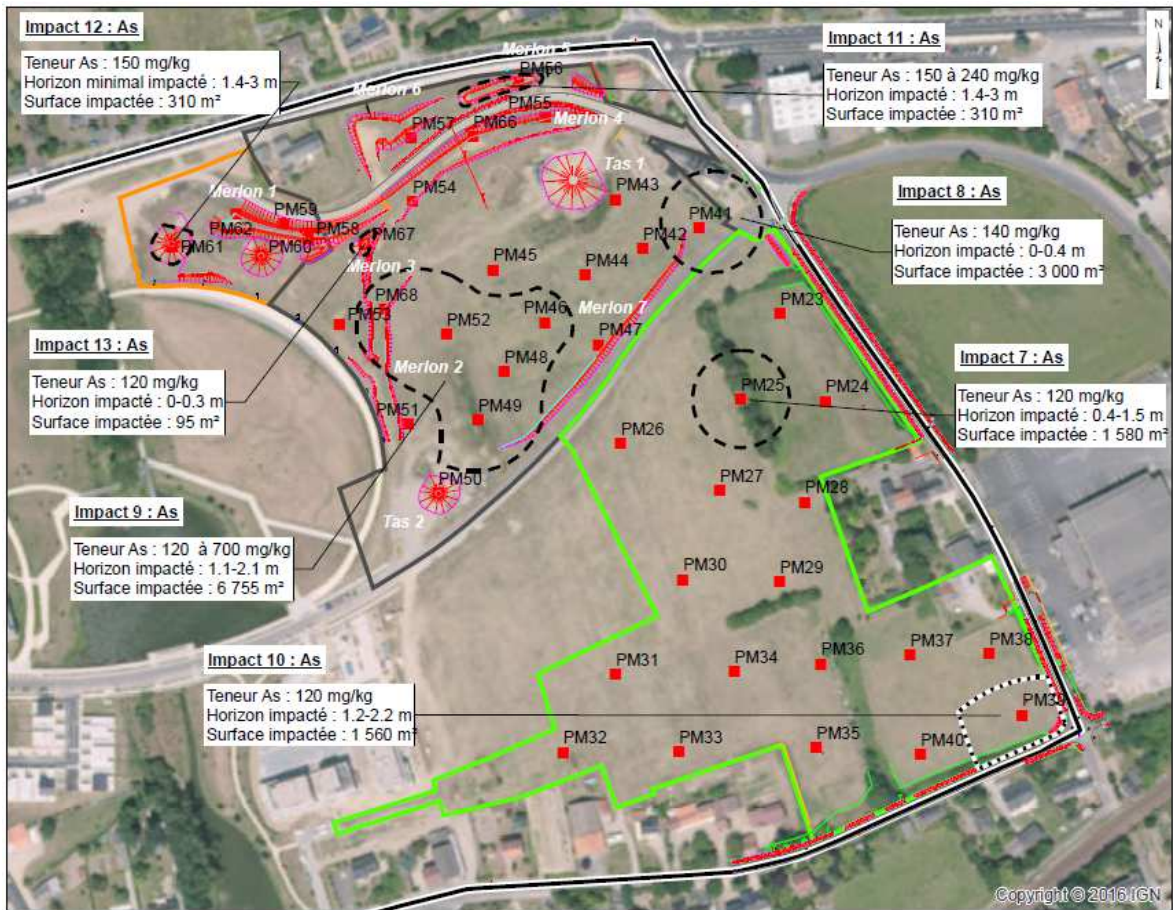 Impact 12 : As
Teneur As : 150 mg/kg
Horizon minimal impacté : 1.4-3 m
Surface impactée : 310 m²
Impact 11 : As
Teneur As : 150 à 240 mg/kg
Horizon impacté : 1.4-3 m
Surface impactée : 310 m²
N
Merlon 5
PM56
Merlon 6
PM55
PM57
PM66
Merlon 4
Tas 1
Impact 8 : As
Teneur As : 140 mg/kg
Horizon impacté : 0-0.4 m
Surface impactée : 3 000 m²
Merlon 1
PM54
PM43
PM59
PM62
PM58
PM67
PM41
PM61
PM60
PM42
Merlon 3
PM45
PM44
PM68
PM53
PM52
PM46
Merlon 7
PM47
PM23
Impact 13 : As
Teneur As : 120 mg/kg
Horizon impacté : 0-0.3 m
Surface impactée : 95 m²
Merlon 2
PM48
PM51
PM49
PM25
PM24
Impact 7 : As
Teneur As : 120 mg/kg
Horizon impacté : 0.4-1.5 m
Surface impactée : 1 580 m²
PM26
PM50
PM27
PM28
Tas 2
Impact 9 : As
Teneur As : 120 à 700 mg/kg
Horizon impacté : 1.1-2.1 m
Surface impactée : 6 755 m²
PM30
PM29
Impact 10 : As
Teneur As : 120 mg/kg
Horizon impacté : 1.2-2.2 m
Surface impactée : 1 560 m²
PM31
PM34
PM36
PM37
PM38
PM39
PM32
PM33
PM35
PM40
Copyright © 2016 IGN